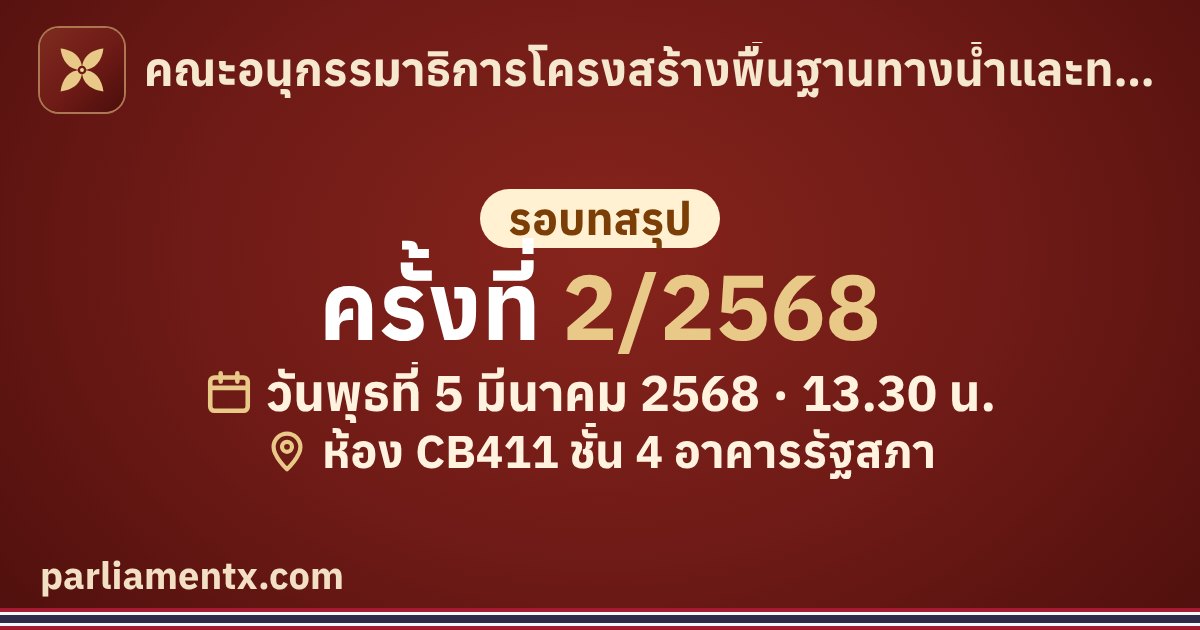 คณะอนุกรรมาธิการโครงสร้างพื้นฐานทางน้ำและท...
รอบทสรุป
ครั้งที่ 2/2568
วันพุธที่ 5 มีนาคม 2568 · 13.30 น.
ห้อง CB411 ชั้น 4 อาคารรัฐสภา
parliamentx.com